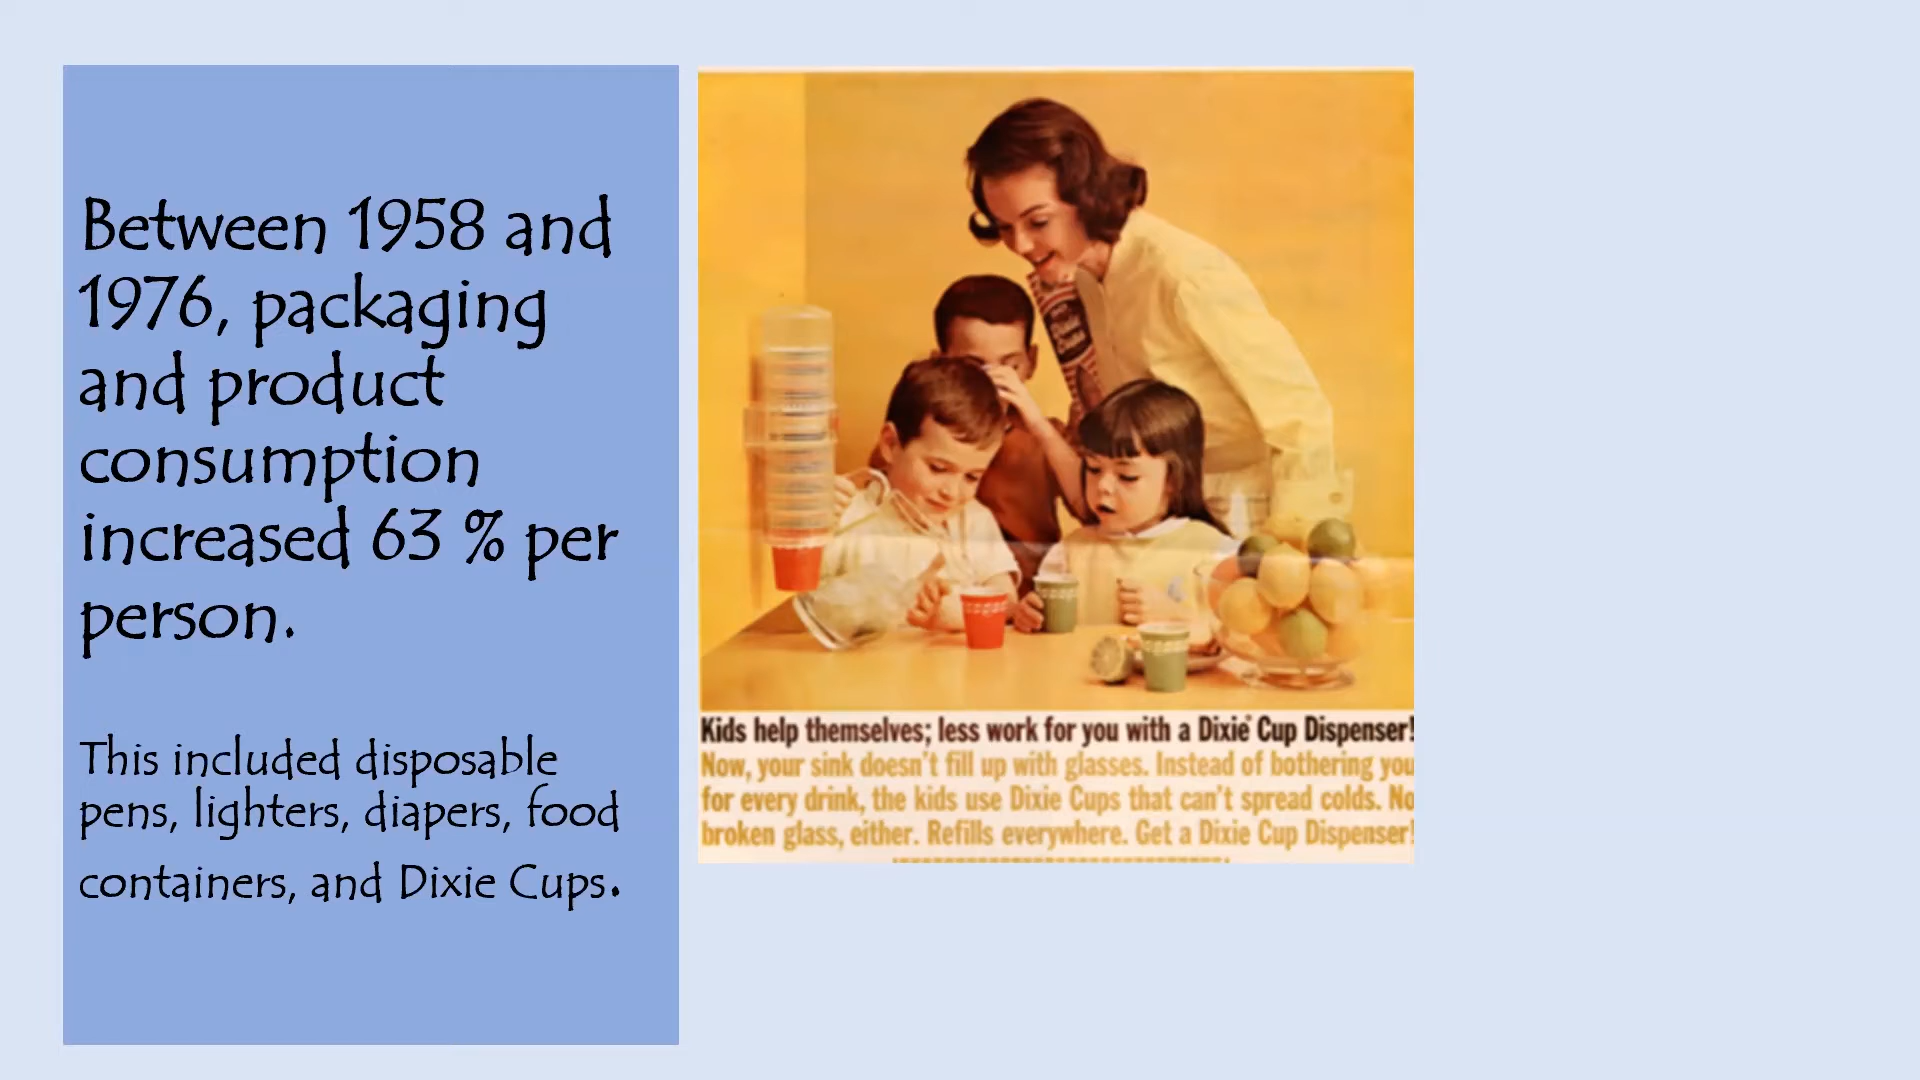 Between 1958 and
1976, packaging
and product
consumption
increased 63 % per
person.
This included disposable
pens, lighters, diapers, food
containers, and Dixie Cups.
Kids help themselves; less work for you with a Dixie® Cup Dispenser!
Now, your sink doesn't fill up with glasses. Instead of bothering you
for every drink, the kids use Dixie Cups that can't spread colds. No
broken glass, either. Refills everywhere. Get a Dixie Cup Dispenser!